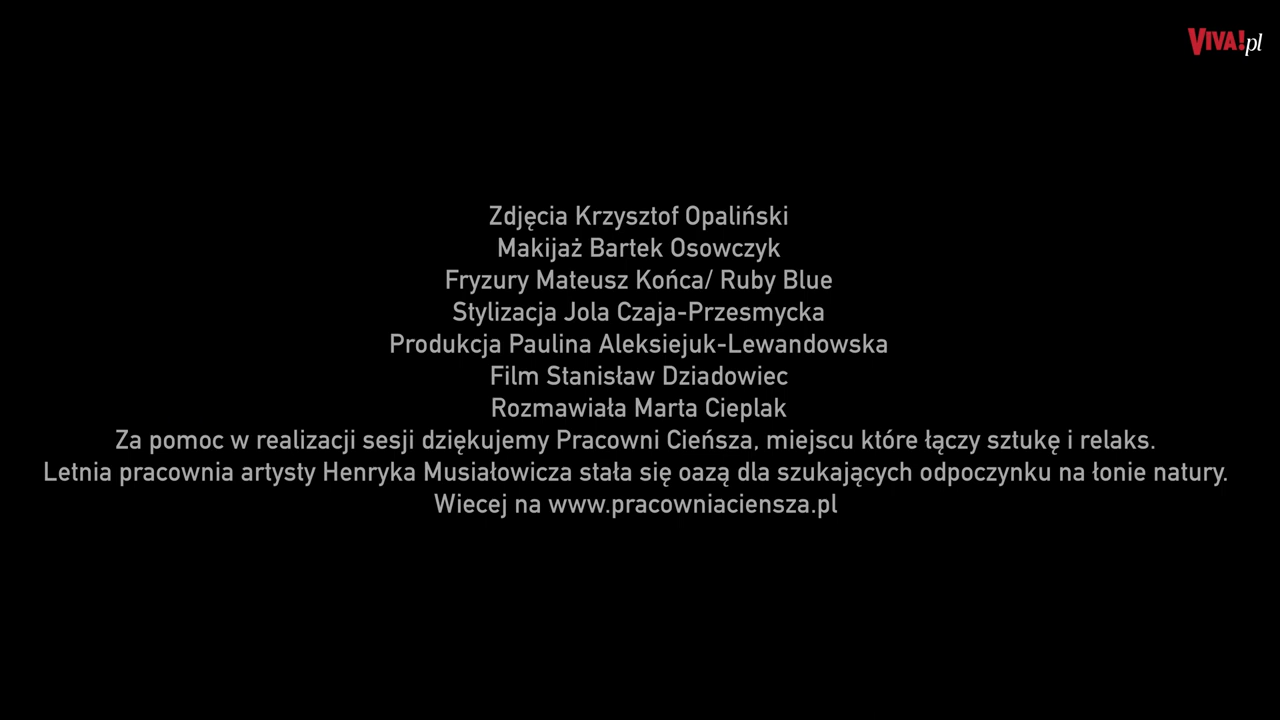 VIVA!pl
Zdjęcia Krzysztof Opaliński
Makijaż Bartek Osowczyk
Fryzury Mateusz Końca/ Ruby Blue
Stylizacja Jola Czaja-Przesmycka
Produkcja Paulina Aleksiejuk-Lewandowska
Film Stanisław Dziadowiec
Rozmawiała Marta Cieplak
Za pomoc w realizacji sesji dziękujemy Pracowni Cieńsza, miejscu które łączy sztukę i relaks.
Letnia pracownia artysty Henryka Musiałowicza stała się oazą dla szukających odpoczynku na łonie natury.
Wiecej na www.pracowniaciensza.pl